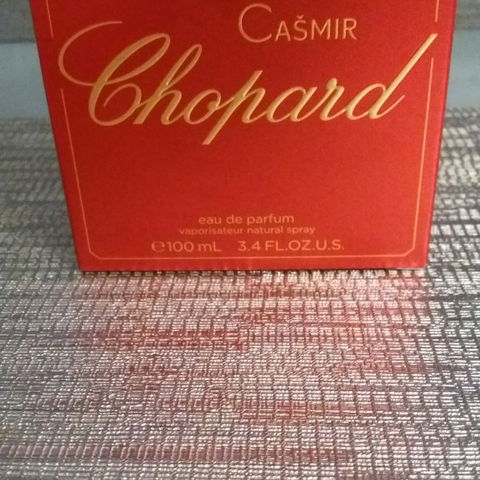 CAŠMIR
Chopard
eau de parfum
vaporisateur natural spray
℮100 mL 3.4 FL.OZ.U.S.